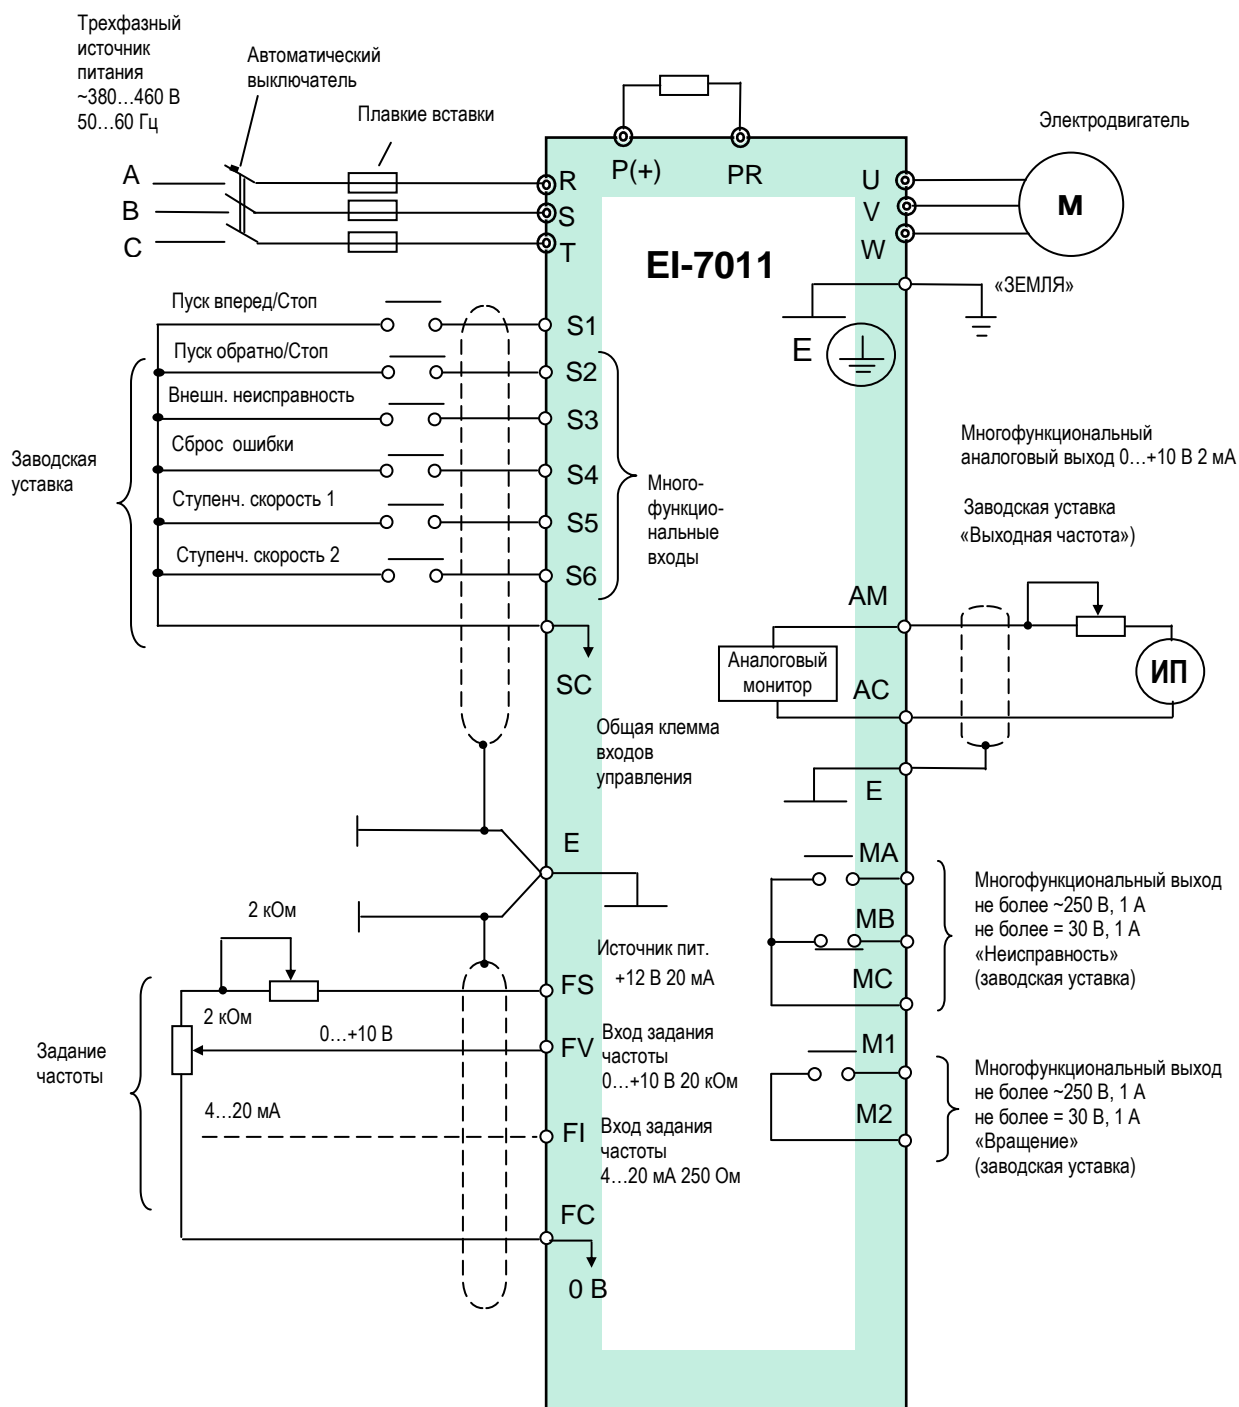 Трехфазный
источник
питания
~380…460 В
50…60 Гц
Автоматический
выключатель
Плавкие вставки
Электродвигатель
A
B
C
R
S
T
P(+)
PR
U
V
W
М
EI-7011
«ЗЕМЛЯ»
E
Пуск вперед/Стоп
S1
Пуск обратно/Стоп
S2
Внешн. неисправность
S3
Сброс ошибки
S4
Ступенч. скорость 1
S5
Ступенч. скорость 2
S6
Заводская
уставка
Много-
функцио-
нальные
входы
SC
Общая клемма
входов
управления
Многофункциональный
аналоговый выход 0…+10 В 2 мА
Заводская уставка
«Выходная частота»)
AM
Аналоговый
монитор
AC
ИП
E
E
MA
MB
MC
Многофункциональный выход
не более ~250 В, 1 А
не более = 30 В, 1 А
«Неисправность»
(заводская уставка)
M1
M2
Многофункциональный выход
не более ~250 В, 1 А
не более = 30 В, 1 А
«Вращение»
(заводская уставка)
2 кОм
Источник пит.
+12 В 20 мА
FS
2 кОм
0…+10 В
FV
Вход задания
частоты
0…+10 В 20 кОм
Задание
частоты
4…20 мА
FI
Вход задания
частоты
4…20 мА 250 Ом
FC
0 В